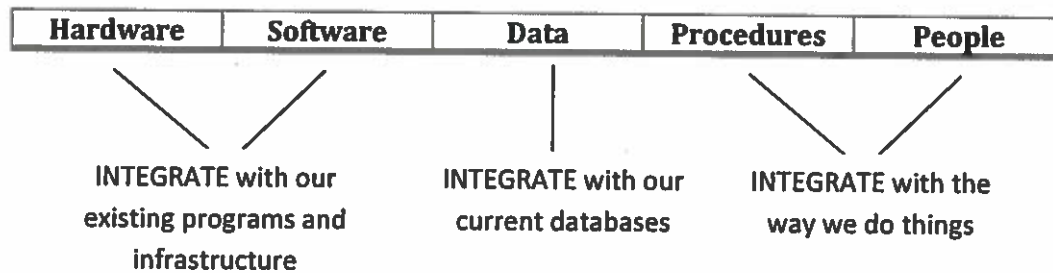 Hardware Software Data Procedures People
INTEGRATE with our
existing programs and
infrastructure
INTEGRATE with our
current databases
INTEGRATE with the
way we do things